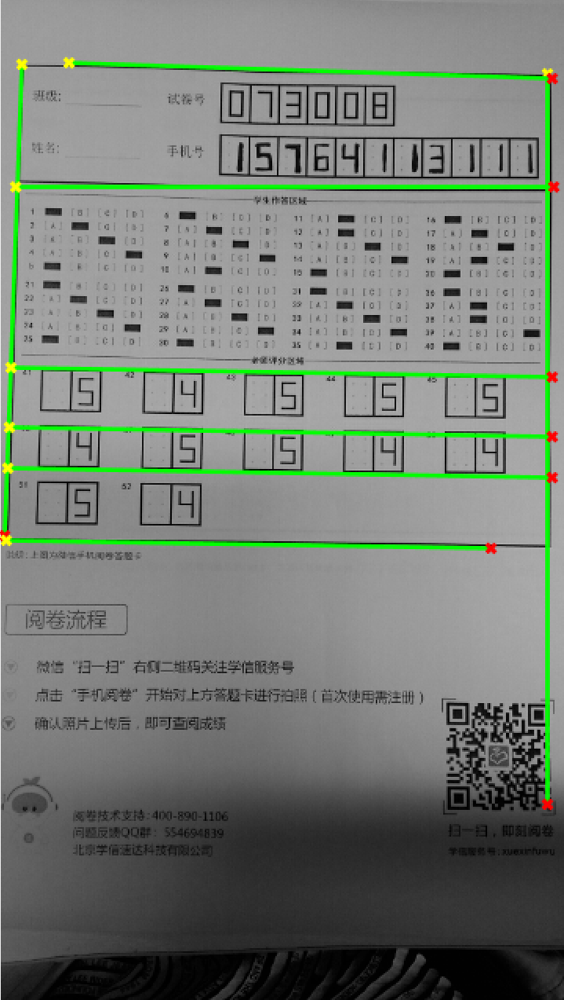 班级: 试卷号 073008
姓名: 手机号 15764113111
学生作答区域
1 [B] [C] [D] 6 [B] [C] [D] 11 [A] [C] [D] 16 [B] [C] [D]
2 [A] [C] [D] 7 [A] [C] [D] 12 [A] [C] [D] 17 [A] [C] [D]
3 [A] [B] [D] 8 [A] [B] [D] 13 [A] [B] [D] 18 [A] [B] [D]
4 [A] [B] [C] 9 [A] [B] [C] 14 [A] [B] [C] 19 [A] [C] [D]
5 [B] [C] [D] 10 [A] [C] [D] 15 [B] [C] [D] 20 [B] [C] [D]
21 [B] [C] [D] 26 [B] [C] [D] 31 [B] [C] [D] 36 [B] [C] [D]
22 [A] [C] [D] 27 [A] [C] [D] 32 [A] [C] [D] 37 [A] [C] [D]
23 [A] [B] [D] 28 [A] [B] [D] 33 [A] [B] [D] 38 [A] [C] [D]
24 [A] [B] [C] 29 [A] [B] [C] 34 [A] [B] [C] 39 [A] [B] [C]
25 [B] [C] [D] 30 [B] [C] [D] 35 [A] [C] [D] 40 [B] [C] [D]
老师评分区域
41 5 42 4 43 5 44 5 45 5
4 5 5 4 4
51 5 52 4
说明:上图为微信手机阅卷答题卡
阅卷流程
微信“扫一扫”右侧二维码关注学信服务号
点击“手机阅卷”开始对上方答题卡进行拍照(首次使用需注册)
确认照片上传后,即可查阅成绩
阅卷技术支持:400-890-1106
问题反馈QQ群: 554694839
北京学信速达科技有限公司
扫一扫,即刻阅卷
学信服务号:xuexinfuwu